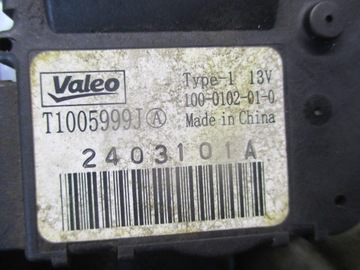 Valeo
Type-1 13V
100-0102-01-0
T1005999J Ⓐ Made in China
2403101A